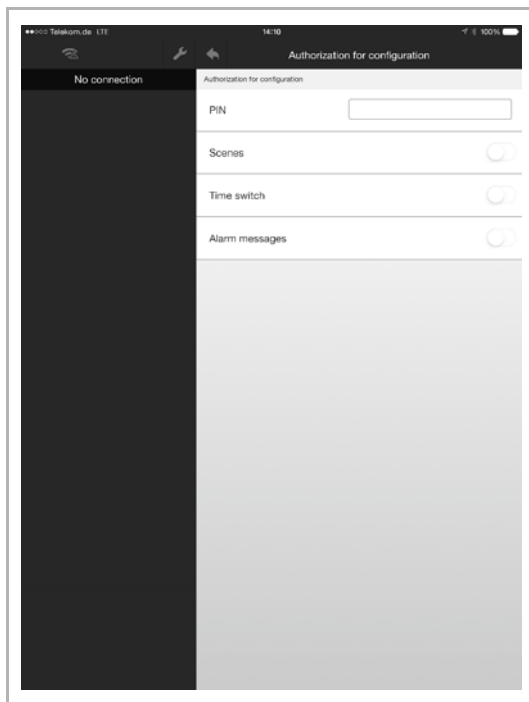 Telekom.de LTE 14:10 100%
Authorization for configuration
No connection
Authorization for configuration
PIN
Scenes
Time switch
Alarm messages